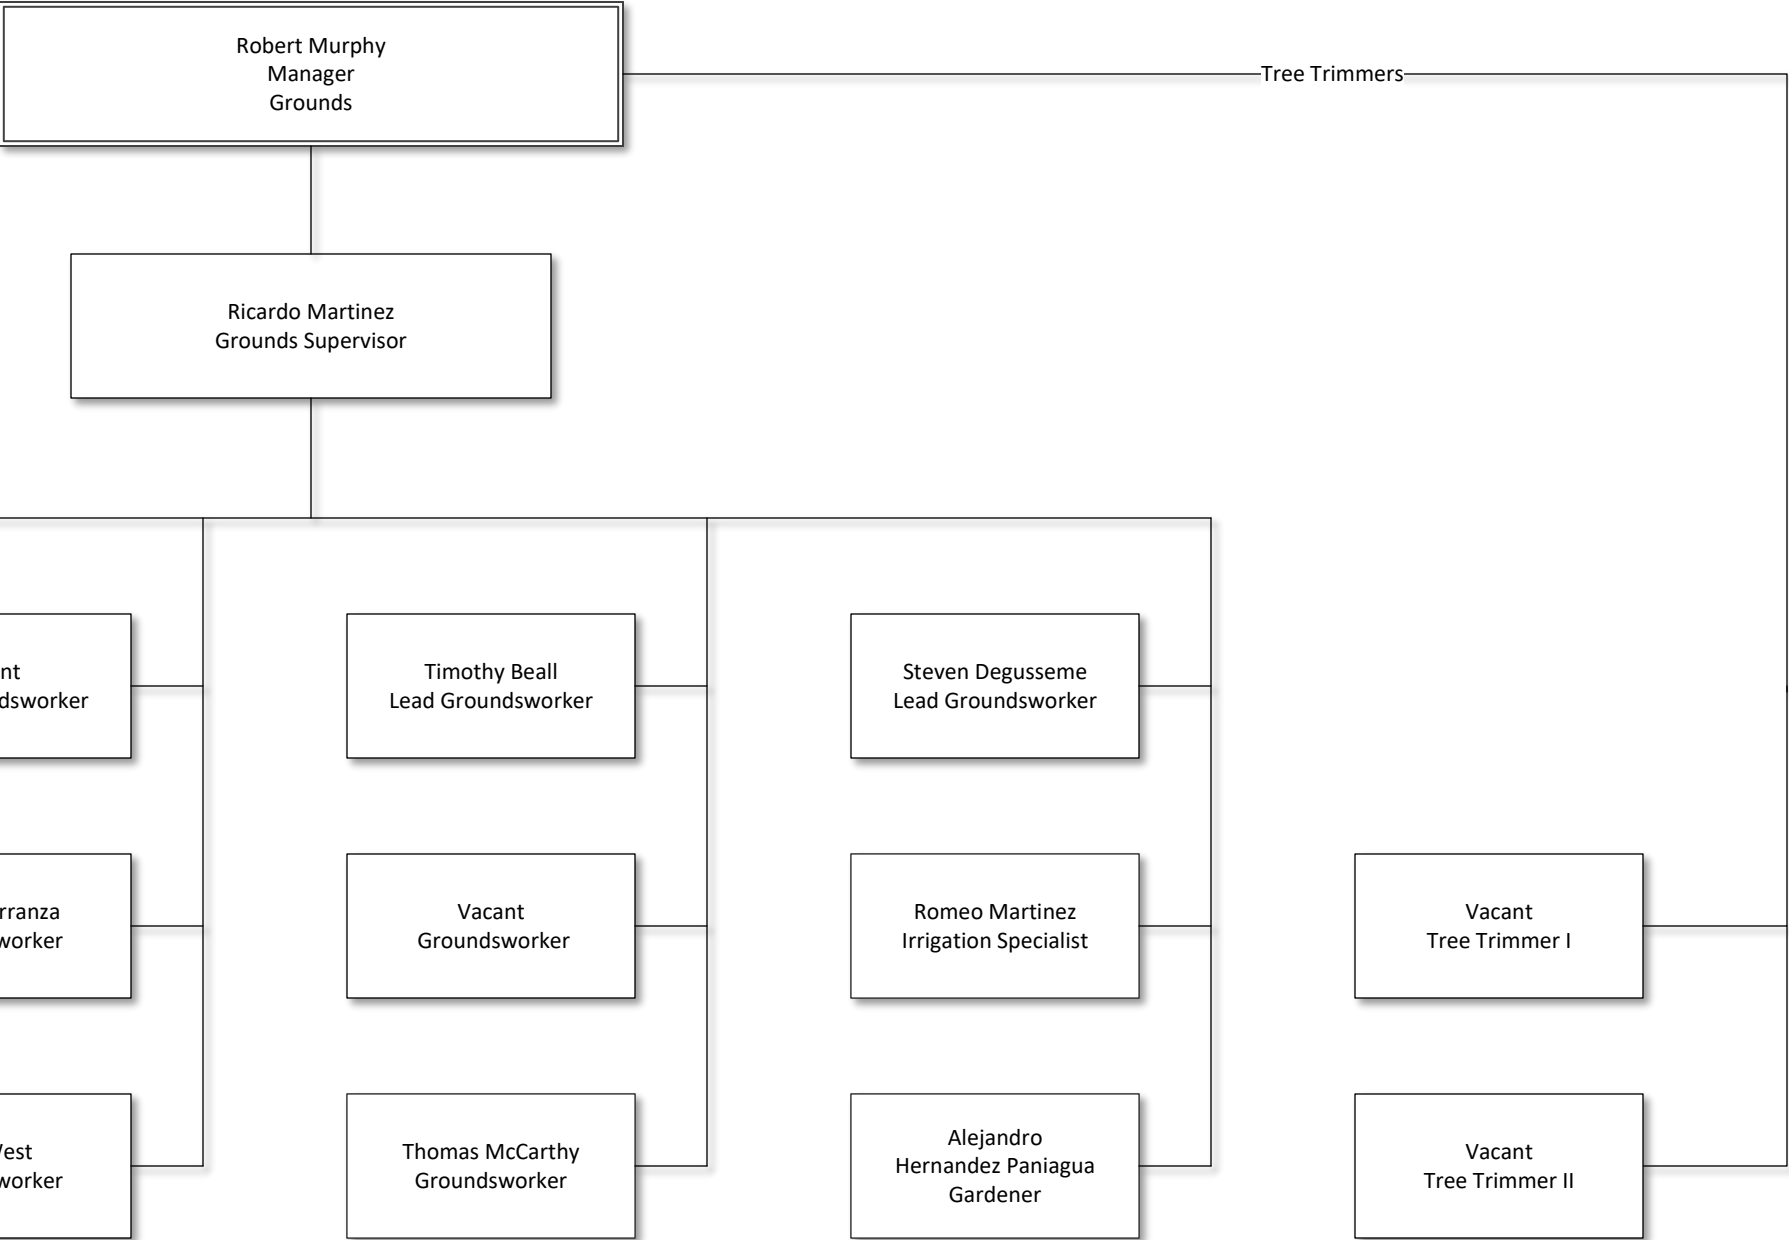 Robert Murphy
Manager
Grounds
Tree Trimmers
Ricardo Martinez
Grounds Supervisor
Timothy Beall
Lead Groundsworker
Steven Degusseme
Lead Groundsworker
Vacant
Groundsworker
Romeo Martinez
Irrigation Specialist
Vacant
Tree Trimmer I
Thomas McCarthy
Groundsworker
Alejandro
Hernandez Paniagua
Gardener
Vacant
Tree Trimmer II